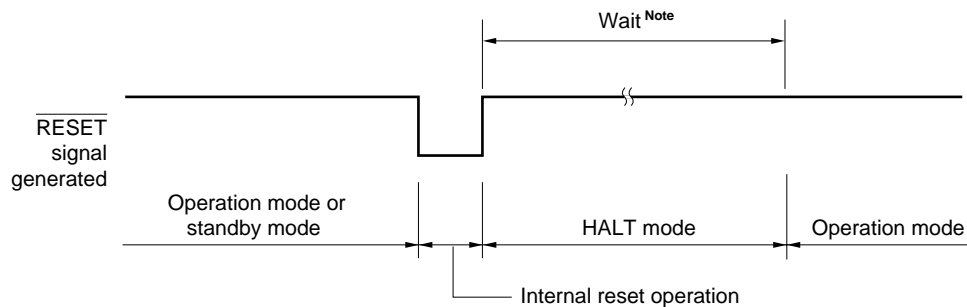 Wait Note
RESET
signal
generated
Operation mode or
standby mode
HALT mode
Operation mode
Internal reset operation